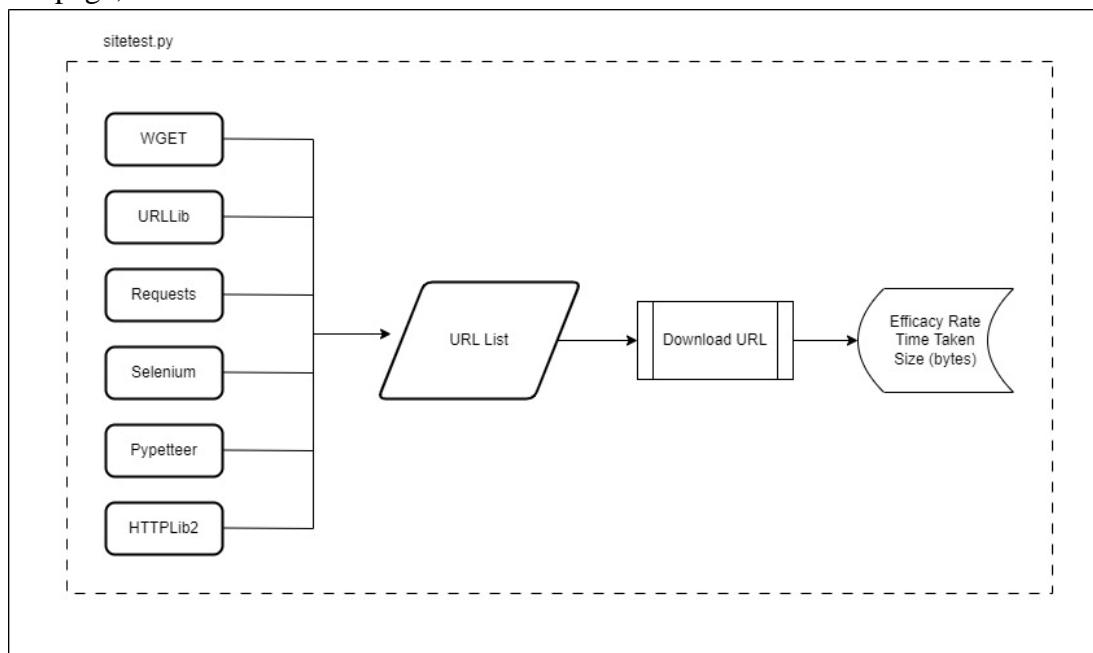 sitetest.py
WGET
URLLib
Requests
Selenium
Pypetteer
HTTPLib2
URL List
Download URL
Efficacy Rate
Time Taken
Size (bytes)